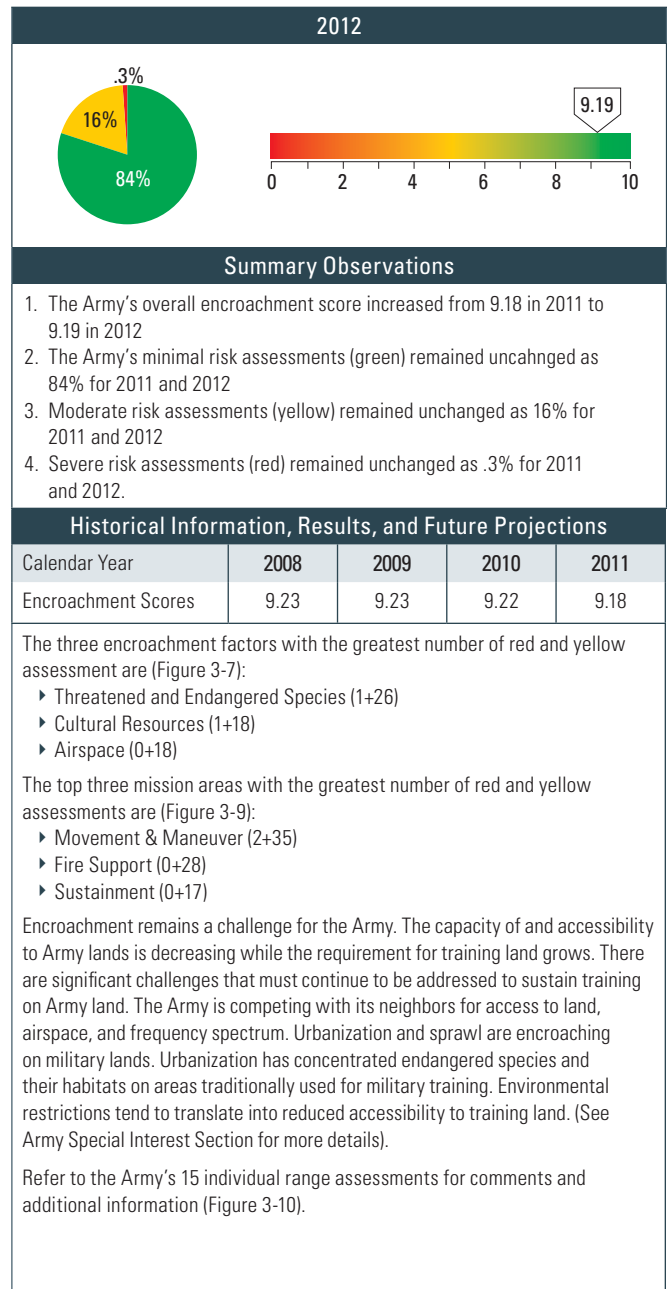 2012
.3%
16%
84%
9.19
0 2 4 6 8 10
Summary Observations
1. The Army's overall encroachment score increased from 9.18 in 2011 to
9.19 in 2012
2. The Army's minimal risk assessments (green) remained uncahnged as
84% for 2011 and 2012
3. Moderate risk assessments (yellow) remained unchanged as 16% for
2011 and 2012
4. Severe risk assessments (red) remained unchanged as .3% for 2011
and 2012.
Historical Information, Results, and Future Projections
Calendar Year 2008 2009 2010 2011
Encroachment Scores 9.23 9.23 9.22 9.18
The three encroachment factors with the greatest number of red and yellow
assessment are (Figure 3-7):
‣ Threatened and Endangered Species (1+26)
‣ Cultural Resources (1+18)
‣ Airspace (0+18)
The top three mission areas with the greatest number of red and yellow
assessments are (Figure 3-9):
‣ Movement & Maneuver (2+35)
‣ Fire Support (0+28)
‣ Sustainment (0+17)
Encroachment remains a challenge for the Army. The capacity of and accessibility
to Army lands is decreasing while the requirement for training land grows. There
are significant challenges that must continue to be addressed to sustain training
on Army land. The Army is competing with its neighbors for access to land,
airspace, and frequency spectrum. Urbanization and sprawl are encroaching
on military lands. Urbanization has concentrated endangered species and
their habitats on areas traditionally used for military training. Environmental
restrictions tend to translate into reduced accessibility to training land. (See
Army Special Interest Section for more details).
Refer to the Army's 15 individual range assessments for comments and
additional information (Figure 3-10).